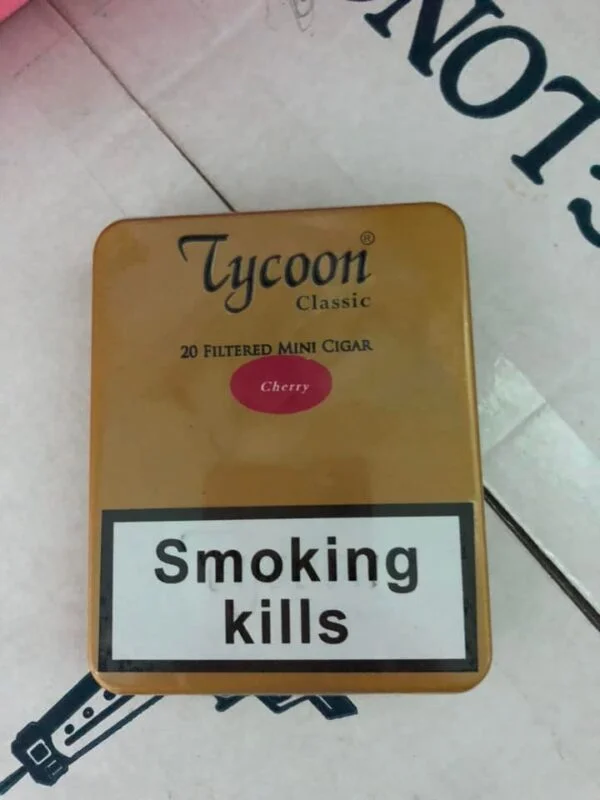 Tycoon®
Classic
20 FILTERED MINI CIGAR
Cherry
Smoking
kills